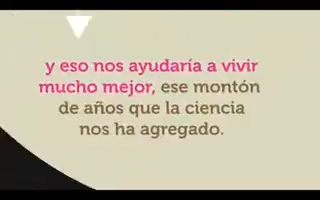 y eso nos ayudaría a vivir
mucho mejor, ese montón
de años que la ciencia
nos ha agregado.